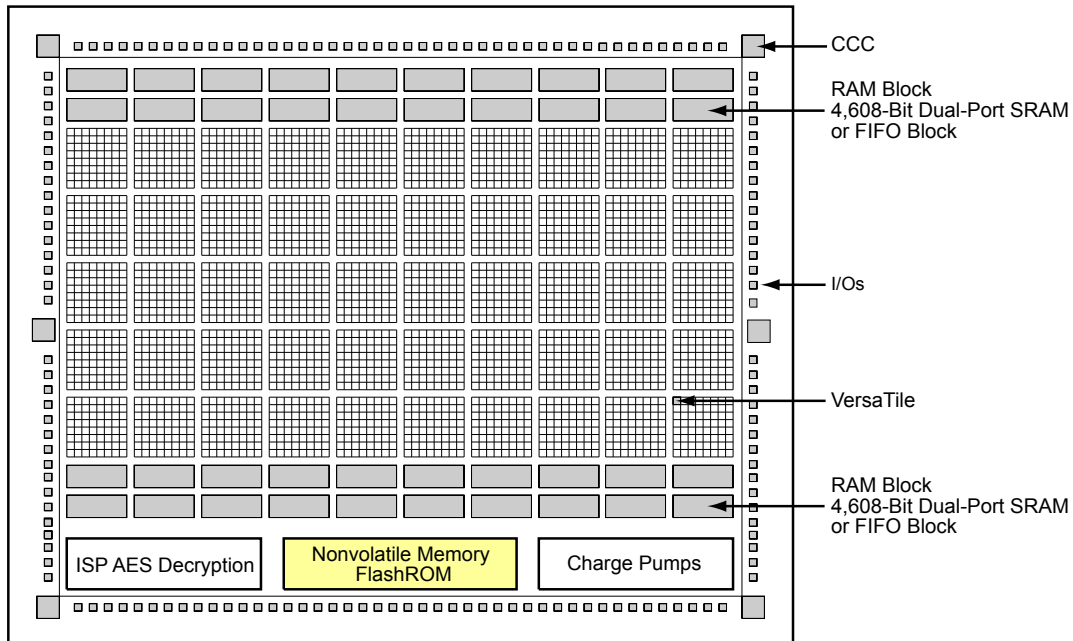 CCC
RAM Block
4,608-Bit Dual-Port SRAM
or FIFO Block
I/Os
VersaTile
RAM Block
4,608-Bit Dual-Port SRAM
or FIFO Block
ISP AES Decryption
Nonvolatile Memory
FlashROM
Charge Pumps